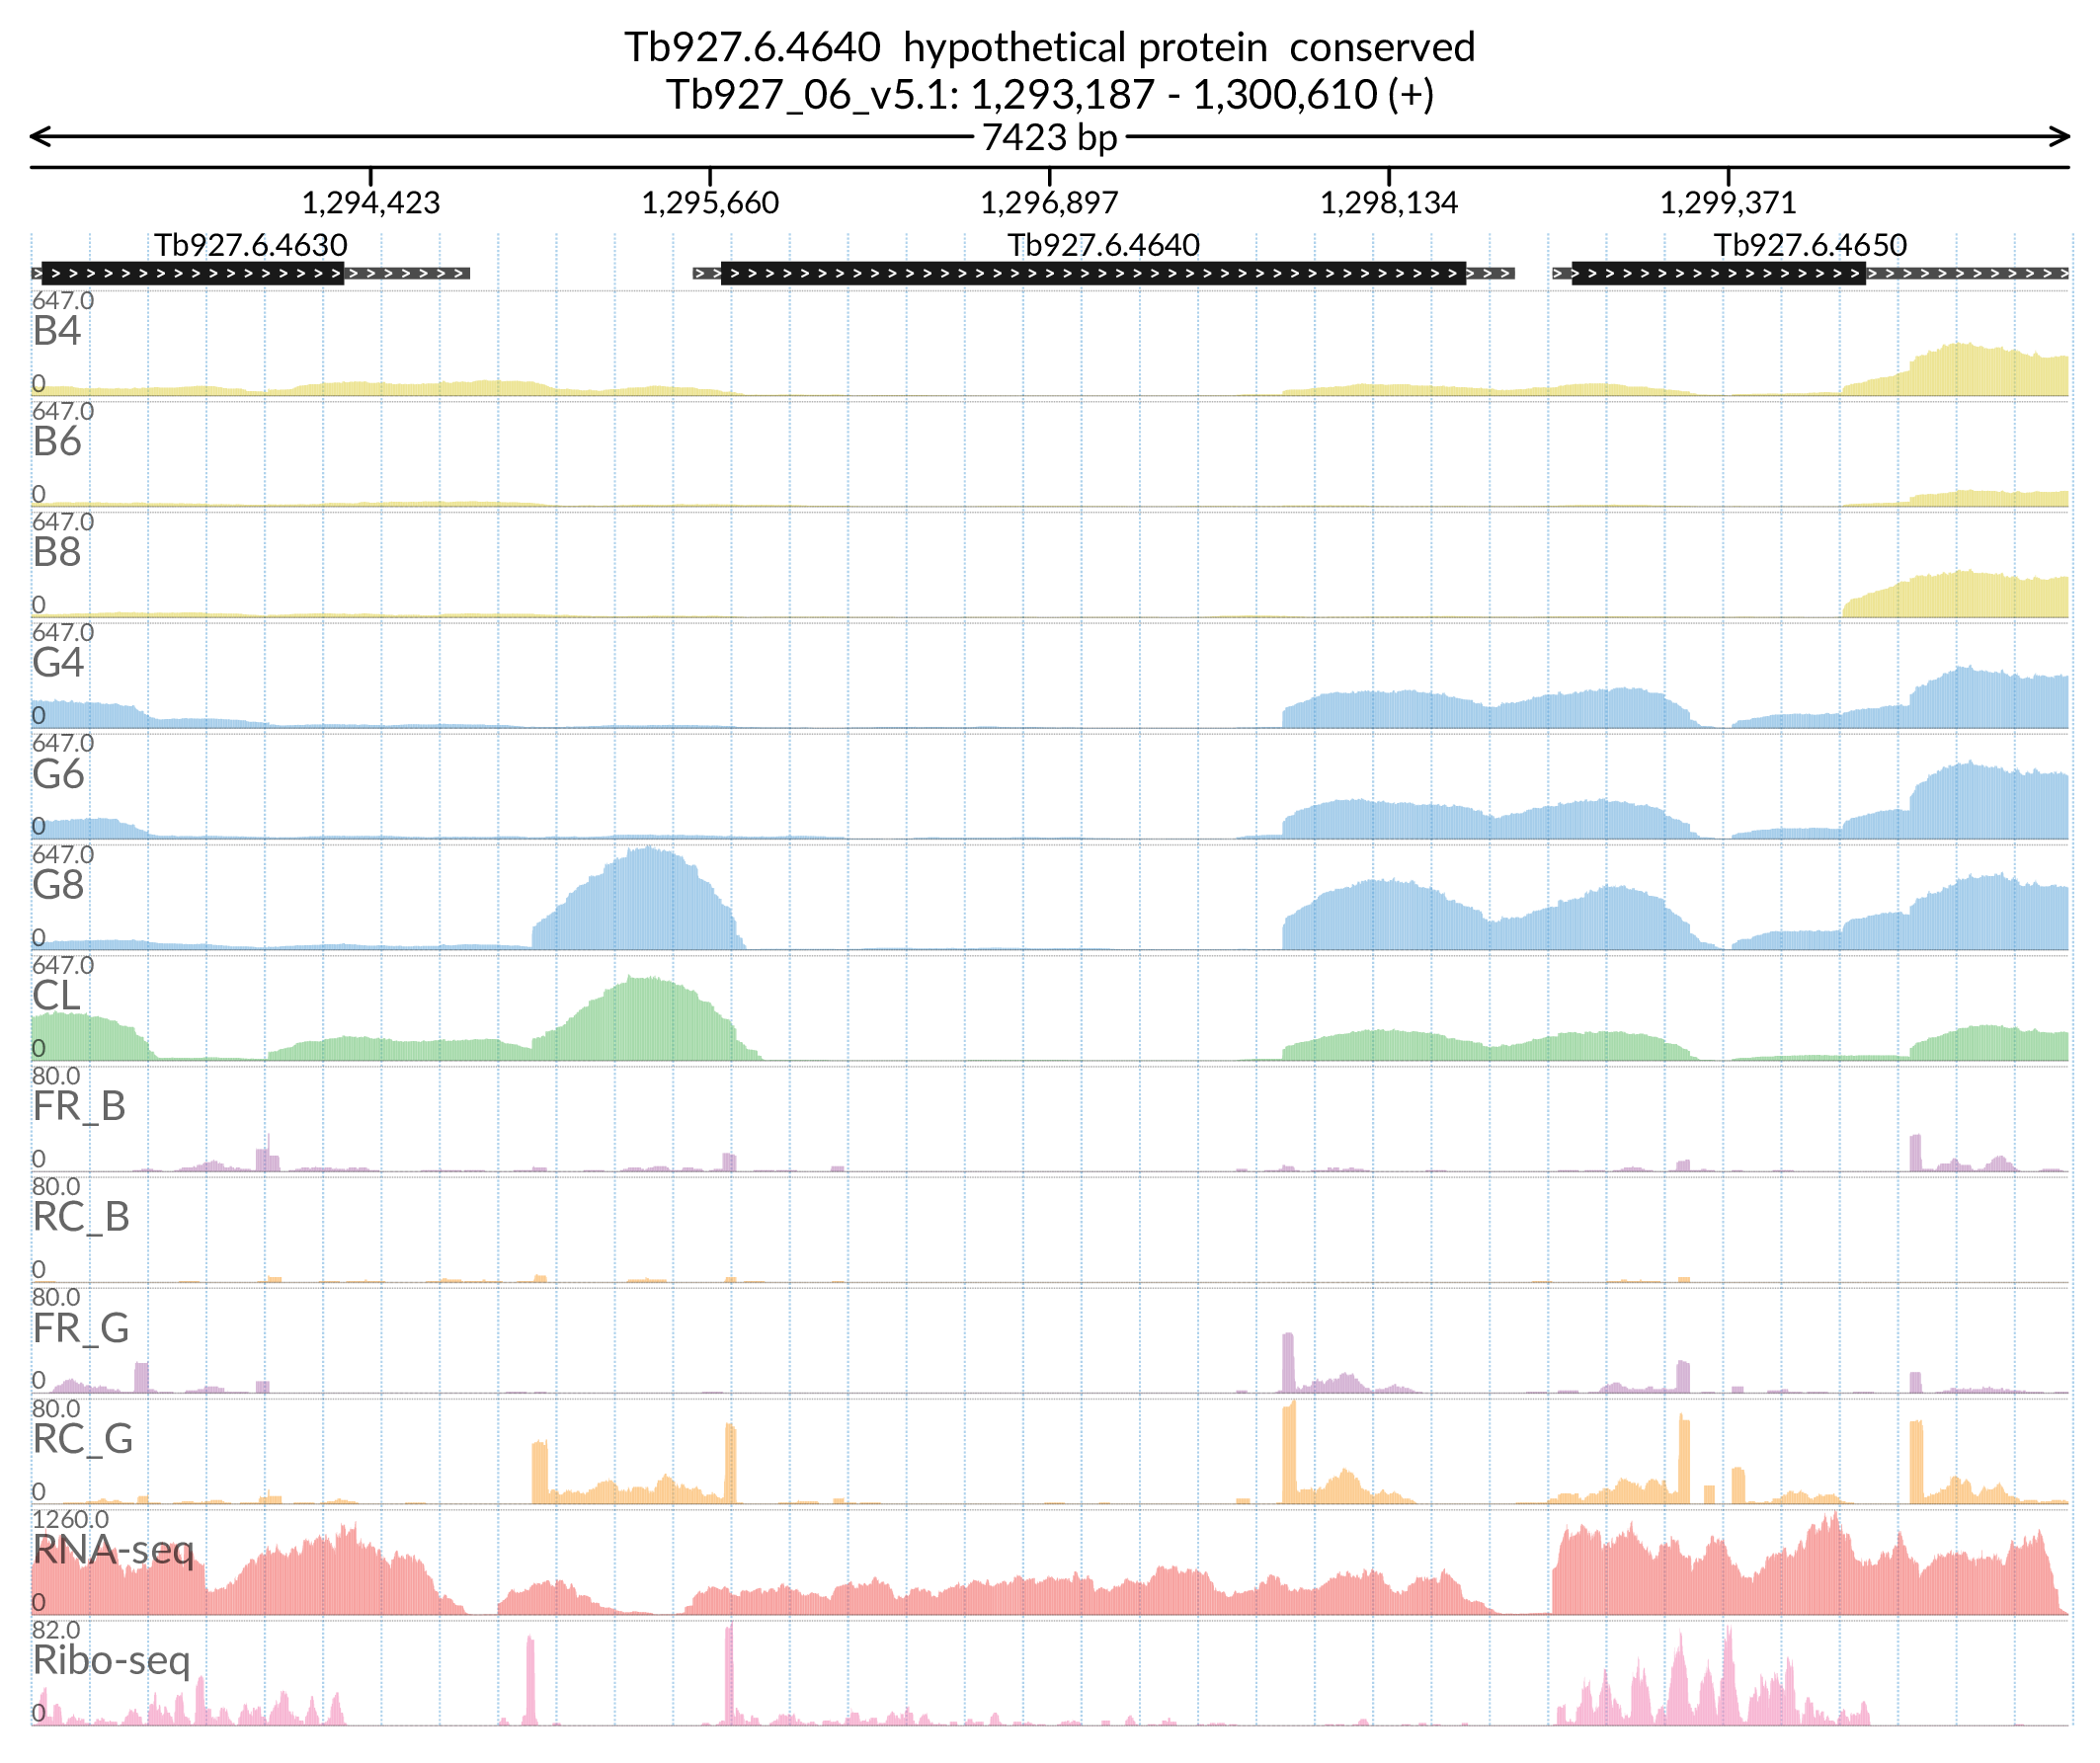 Tb927.6.4640  hypothetical protein  conserved
Tb927_06_v5.1: 1,293,187 - 1,300,610 (+)
7423 bp
1,294,423 1,295,660 1,296,897 1,298,134 1,299,371
Tb927.6.4630 Tb927.6.4640 Tb927.6.4650
647.0
B4
0
647.0
B6
0
647.0
B8
0
647.0
G4
0
647.0
G6
0
647.0
G8
0
647.0
CL
0
80.0
FR_B
0
80.0
RC_B
0
80.0
FR_G
0
80.0
RC_G
0
1260.0
RNA-seq
0
82.0
Ribo-seq
0